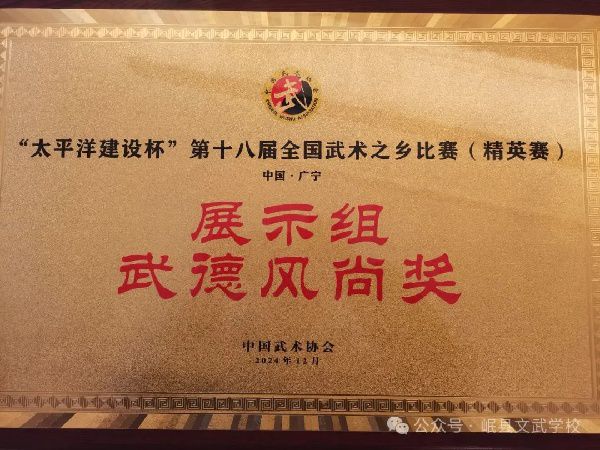 武
“太平洋建设杯”第十八届全国武术之乡比赛（精英赛）
中国·广宁
展示组
武德风尚奖
中国武术协会
2024年12月
公众号·岷县文武学校